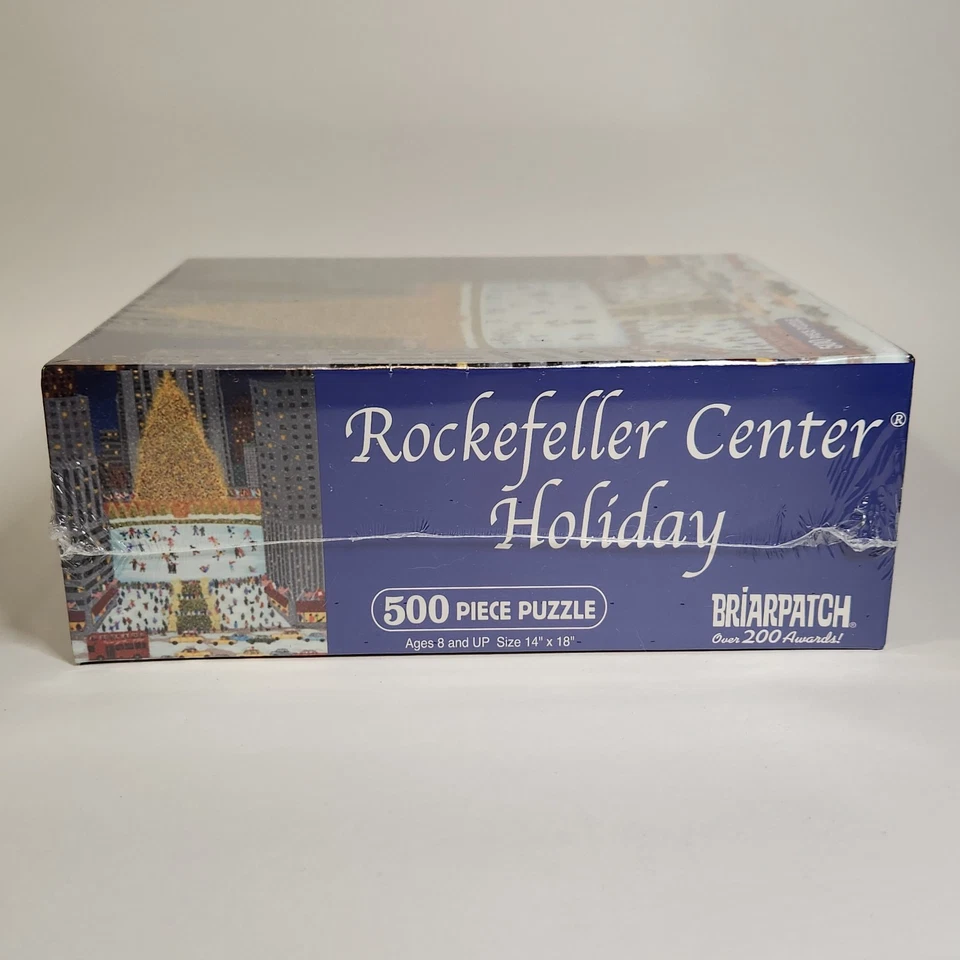 Rockefeller Center®
Holiday
500 PIECE PUZZLE
Ages 8 and UP Size 14" x 18"
BRIARPATCH®
Over 200 Awards!